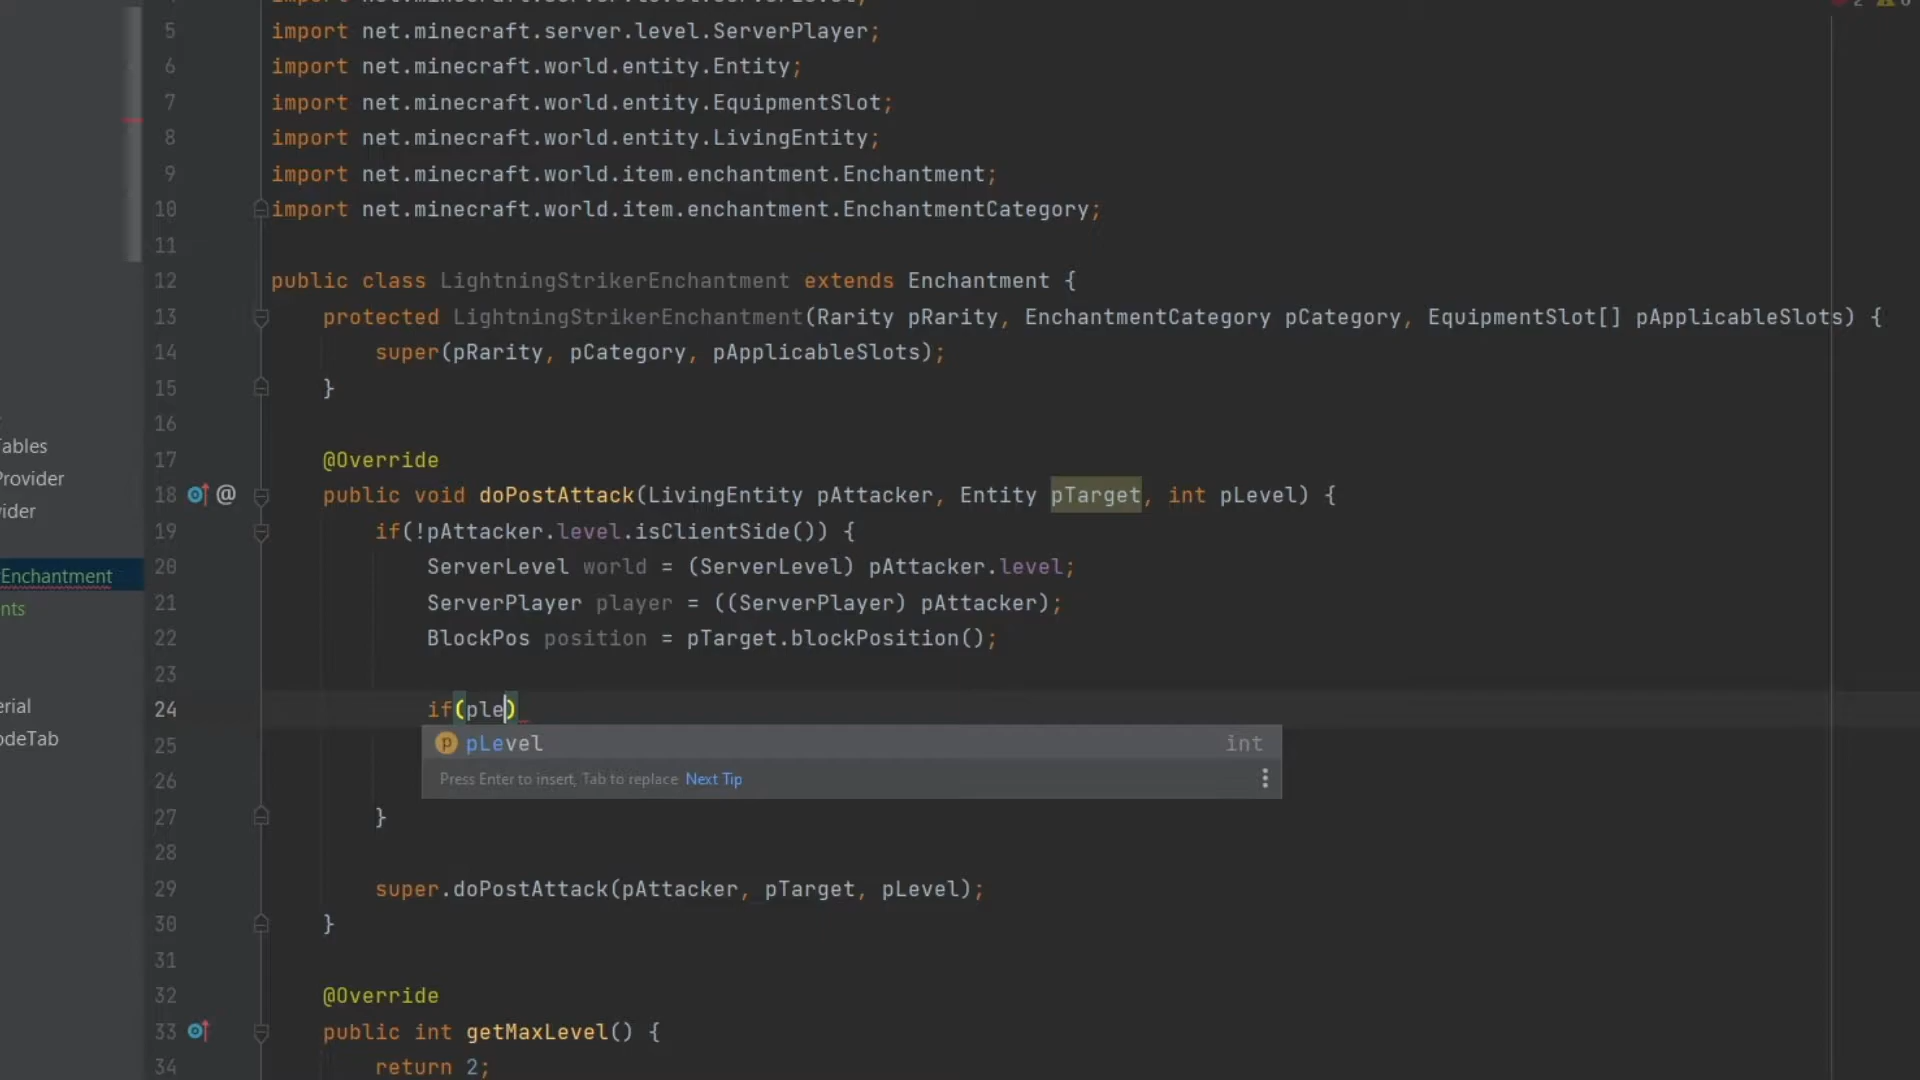 5 import net.minecraft.server.level.ServerPlayer;
6 import net.minecraft.world.entity.Entity;
7 import net.minecraft.world.entity.EquipmentSlot;
8 import net.minecraft.world.entity.LivingEntity;
9 import net.minecraft.world.item.enchantment.Enchantment;
10 import net.minecraft.world.item.enchantment.EnchantmentCategory;
11
12 public class LightningStrikerEnchantment extends Enchantment {
13 protected LightningStrikerEnchantment(Rarity pRarity, EnchantmentCategory pCategory, EquipmentSlot[] pApplicableSlots) {
14 super(pRarity, pCategory, pApplicableSlots);
15 }
16
17 @Override
18 @ public void doPostAttack(LivingEntity pAttacker, Entity pTarget, int pLevel) {
19 if(!pAttacker.level.isClientSide()) {
20 ServerLevel world = (ServerLevel) pAttacker.level;
21 ServerPlayer player = ((ServerPlayer) pAttacker);
22 BlockPos position = pTarget.blockPosition();
23
24 if(ple)
p pLevel int
Press Enter to insert, Tab to replace Next Tip
25
26
27 }
28
29 super.doPostAttack(pAttacker, pTarget, pLevel);
30 }
31
32 @Override
33 public int getMaxLevel() {
34 return 2;
ables
Provider
ider
Enchantment
nts
erial
odeTab